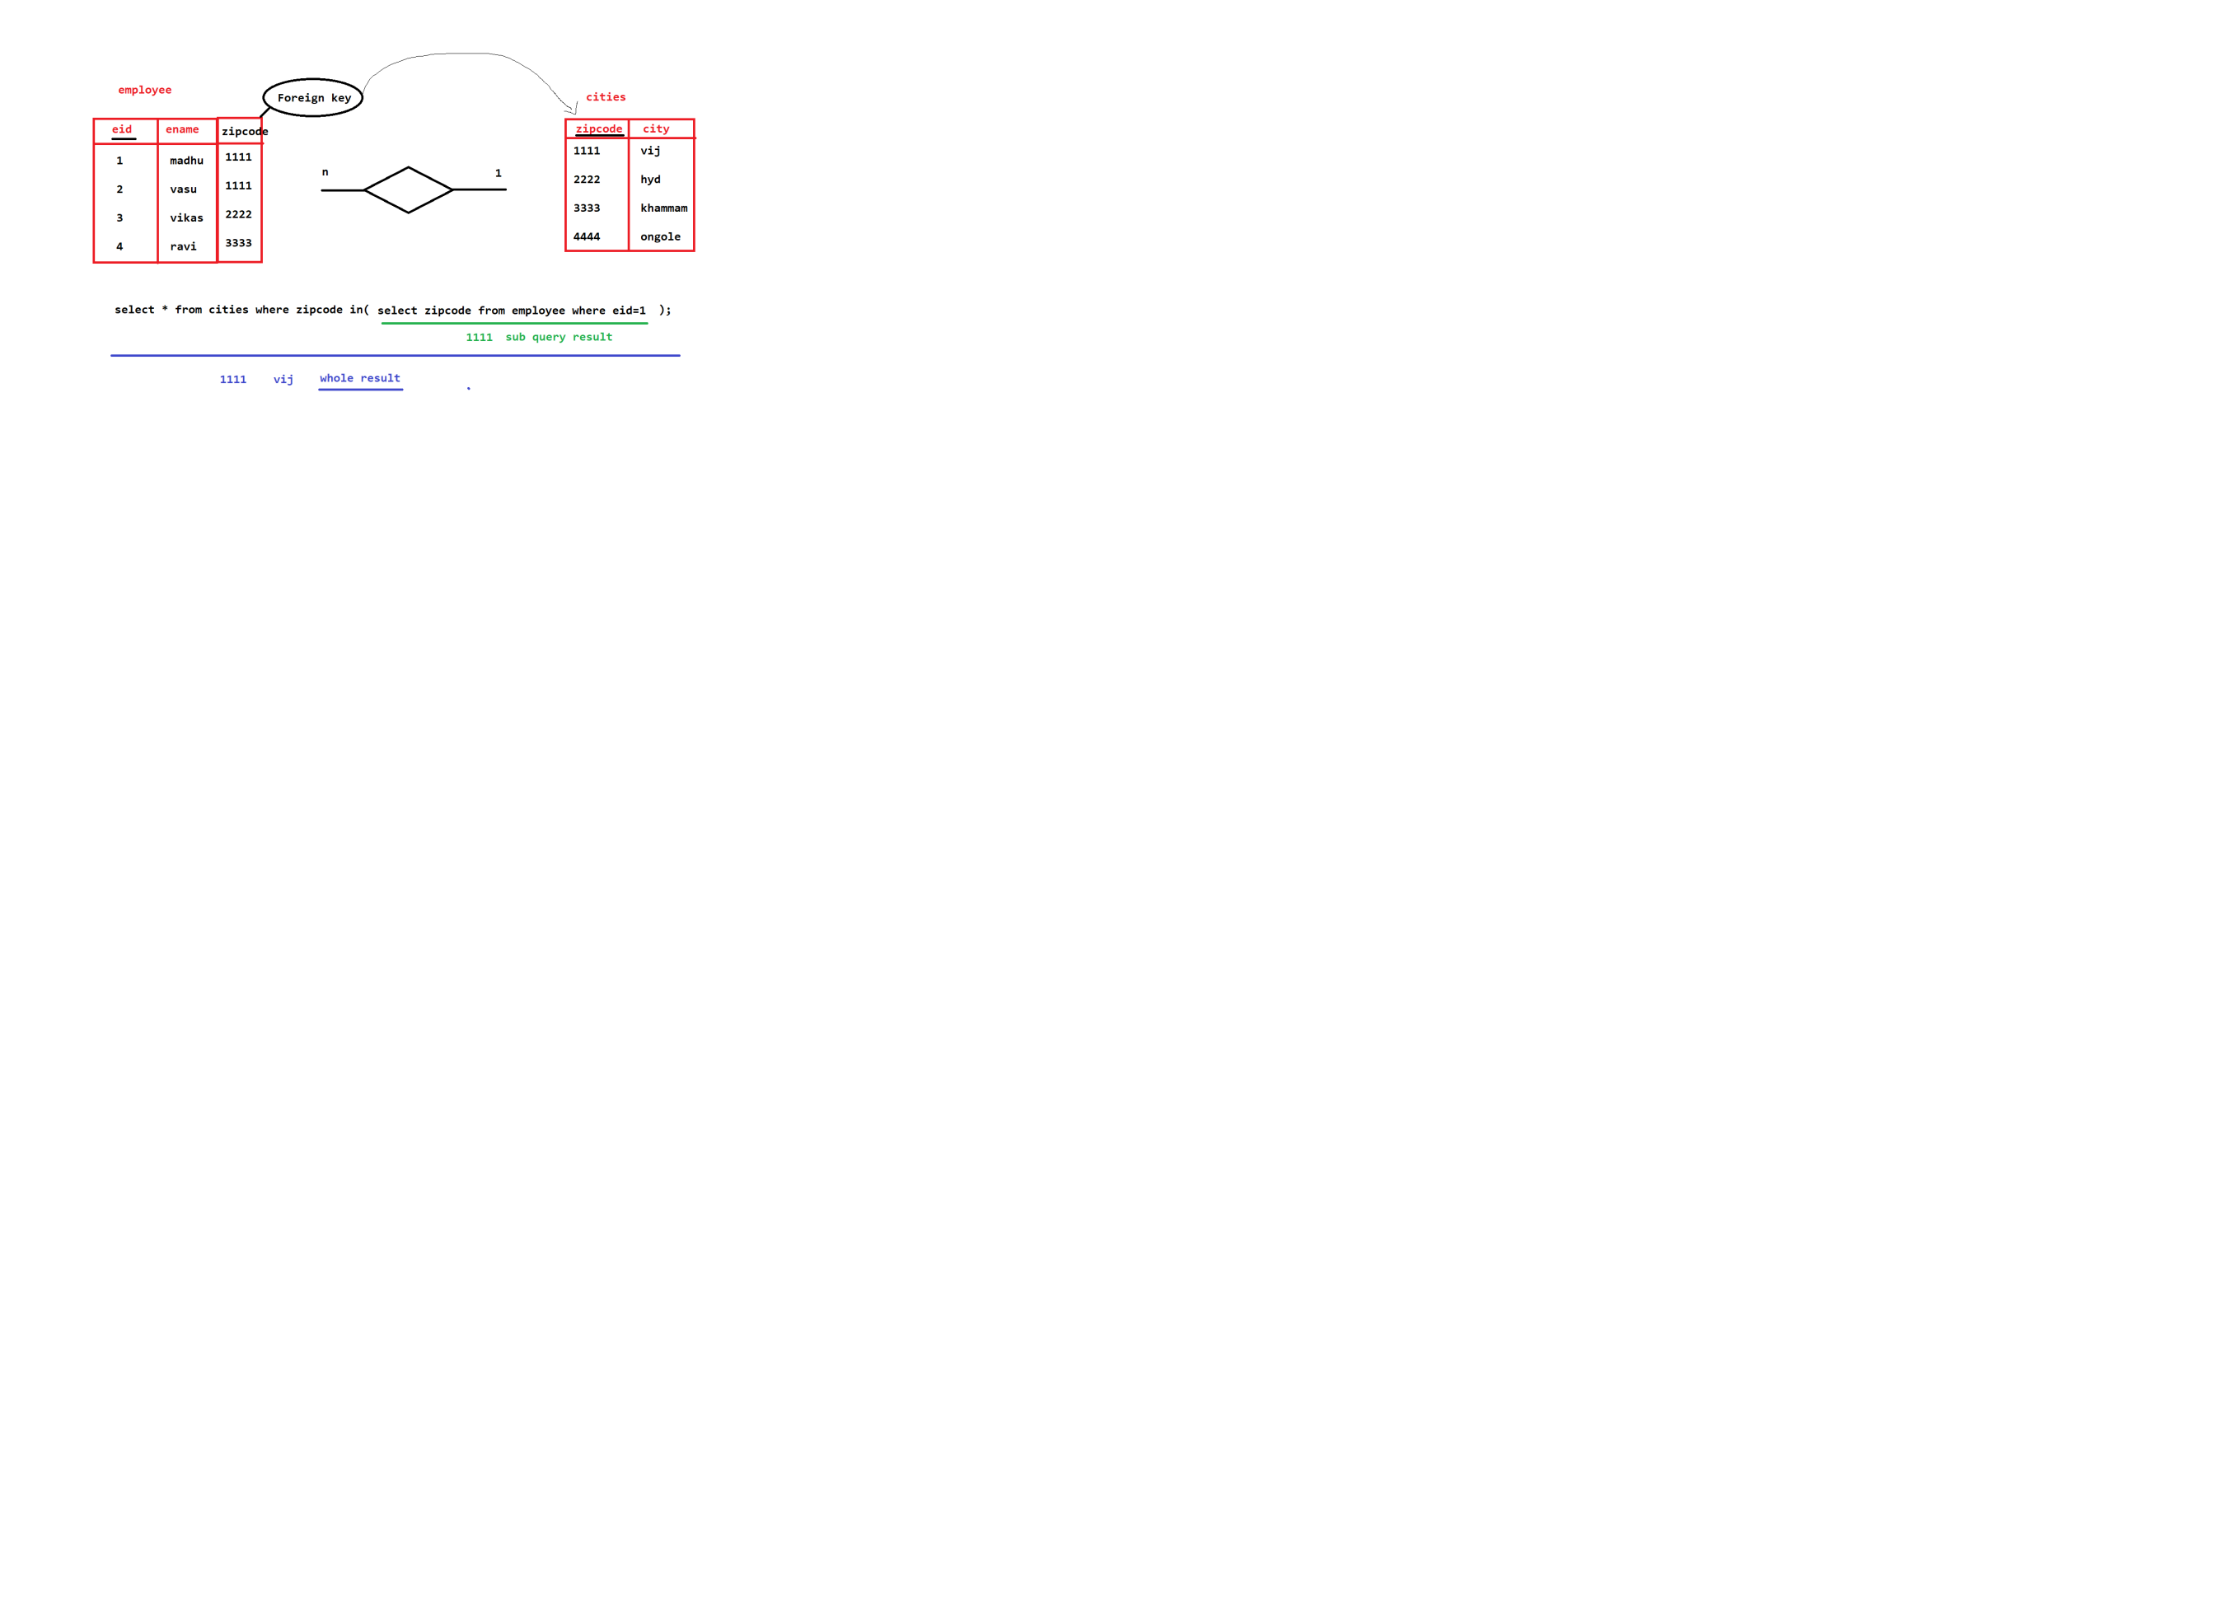 employee
Foreign key
cities
eid ename zipcode
1 madhu 1111
2 vasu 1111
3 vikas 2222
4 ravi 3333
n 1
zipcode city
1111 vij
2222 hyd
3333 khammam
4444 ongole
select * from cities where zipcode in( select zipcode from employee where eid=1 );
1111 sub query result
1111 vij whole result